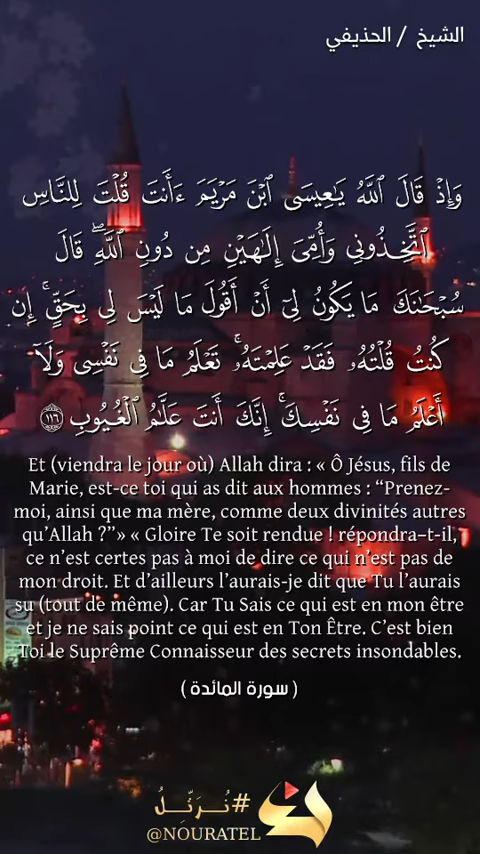 الشيخ / الحذيفي
وَإِذْ قَالَ ٱللَّهُ يَـٰعِيسَى ٱبْنَ مَرْيَمَ ءَأَنتَ قُلْتَ لِلنَّاسِ
ٱتَّخِذُونِى وَأُمِّىَ إِلَـٰهَيْنِ مِن دُونِ ٱللَّهِ ۖ قَالَ
سُبْحَـٰنَكَ مَا يَكُونُ لِىٓ أَنْ أَقُولَ مَا لَيْسَ لِى بِحَقٍّ ۚ إِن
كُنتُ قُلْتُهُۥ فَقَدْ عَلِمْتَهُۥ ۚ تَعْلَمُ مَا فِى نَفْسِى وَلَآ
أَعْلَمُ مَا فِى نَفْسِكَ ۚ إِنَّكَ أَنتَ عَلَّـٰمُ ٱلْغُيُوبِ ١١٦
Et (viendra le jour où) Allah dira : « Ô Jésus, fils de
Marie, est-ce toi qui as dit aux hommes : “Prenez-
moi, ainsi que ma mère, comme deux divinités autres
qu’Allah ?”» « Gloire Te soit rendue ! répondra-t-il,
ce n’est certes pas à moi de dire ce qui n’est pas de
mon droit. Et d’ailleurs l’aurais-je dit que Tu l’aurais
su (tout de même). Car Tu Sais ce qui est en mon être
et je ne sais point ce qui est en Ton Être. C’est bien
Toi le Suprême Connaisseur des secrets insondables.
( سورة المائدة )
#نُرَتِّلُ
@NOURATEL